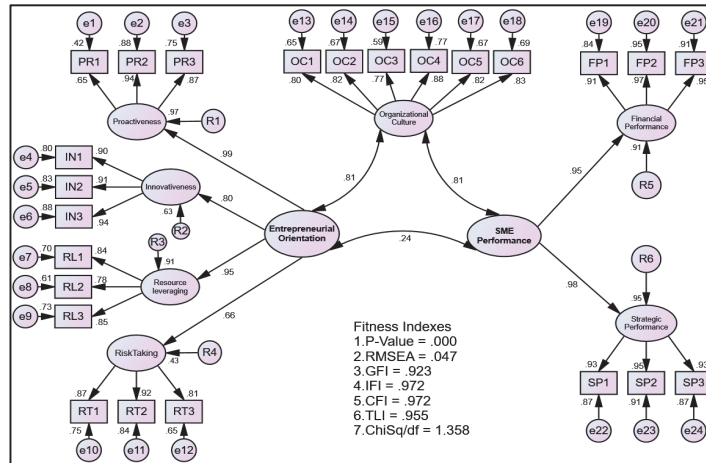 e1 e2 e3
.42 .88 .75
PR1 PR2 PR3
.65 .94 .87
Proactiveness
.97
R1
.99
e13 e14 e15 e16 e17 e18
.65 .67 .59 .77 .67 .69
OC1 OC2 OC3 OC4 OC5 OC6
.80 .82 .77 .88 .82 .83
Organizational
Culture
e19 e20 e21
.84 .95 .91
FP1 FP2 FP3
.91 .97 .95
Financial
Performance
.91
R5
.95
e4 .80 IN1 .90
e5 .83 IN2 .91
e6 .88 IN3 .94
Innovativeness
.63
R2
.80
.81
.81
Entrepreneurial
Orientation
.24
SME
Performance
R3
.91
e7 .70 RL1 .84
e8 .61 RL2 .78
e9 .73 RL3 .85
Resource
leveraging
.95
.66
RiskTaking
.43
R4
.87 .92 .81
RT1 RT2 RT3
.75 .84 .65
e10 e11 e12
Fitness Indexes
1.P-Value = .000
2.RMSEA = .047
3.GFI = .923
4.IFI = .972
5.CFI = .972
6.TLI = .955
7.ChiSq/df = 1.358
.98
R6
.95
Strategic
Performance
.93 .95 .93
SP1 SP2 SP3
.87 .91 .87
e22 e23 e24